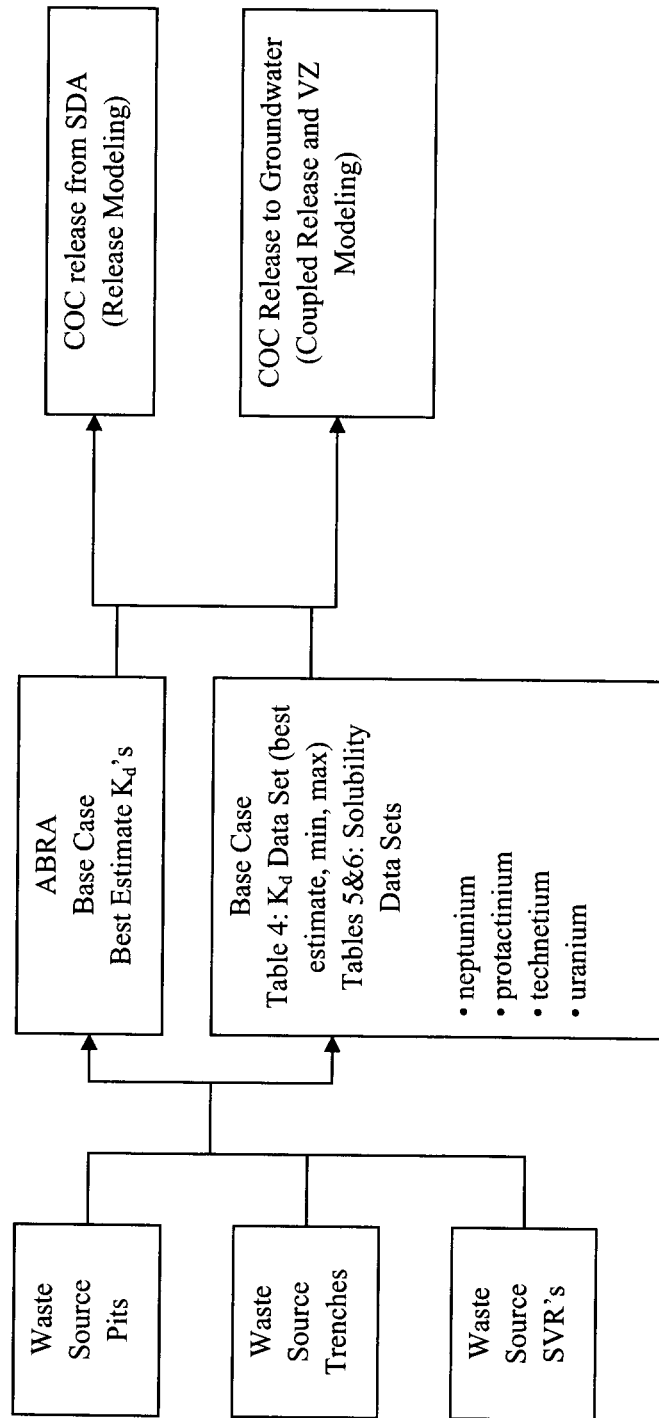 Waste
Source
Pits
Waste
Source
Trenches
Waste
Source
SVR's
ABRA
Base Case
Best Estimate Kd's
Base Case
Table 4: Kd Data Set (best
estimate, min, max)
Tables 5&6: Solubility
Data Sets
• neptunium
• protactinium
• technetium
• uranium
COC release from SDA
(Release Modeling)
COC Release to Groundwater
(Coupled Release and VZ
Modeling)